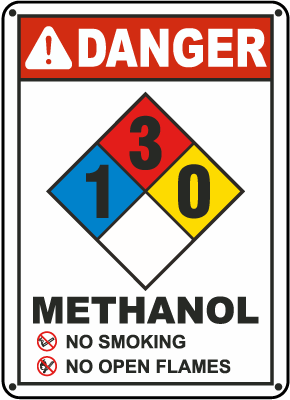 DANGER
3
1 0
METHANOL
NO SMOKING
NO OPEN FLAMES